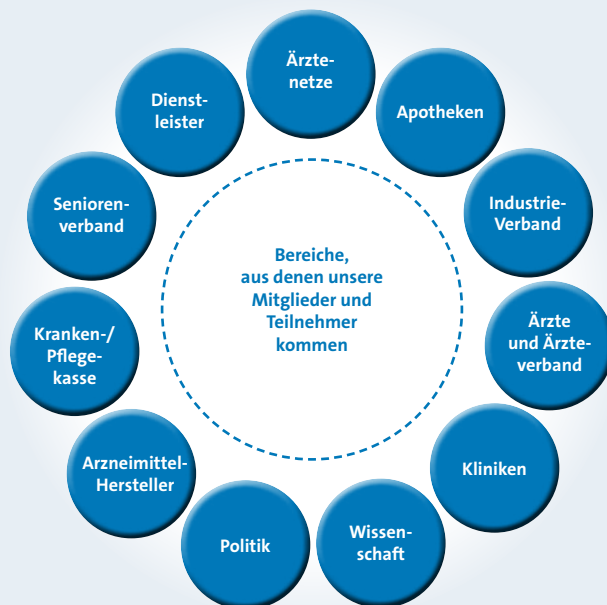 Ärzte-
netze
Apotheken
Industrie-
Verband
Ärzte
und Ärzte-
verband
Kliniken
Wissen-
schaft
Politik
Arzneimittel-
Hersteller
Kranken-/
Pflege-
kasse
Senioren-
verband
Dienst-
leister
Bereiche,
aus denen unsere
Mitglieder und
Teilnehmer
kommen